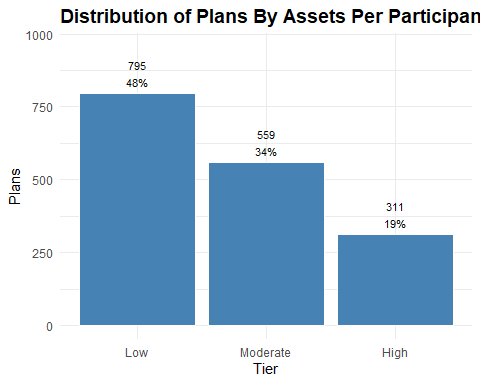 Distribution of Plans By Assets Per Participan
1000
795
48%
750
559
34%
500
311
19%
250
0
Plans
Low Moderate High
Tier